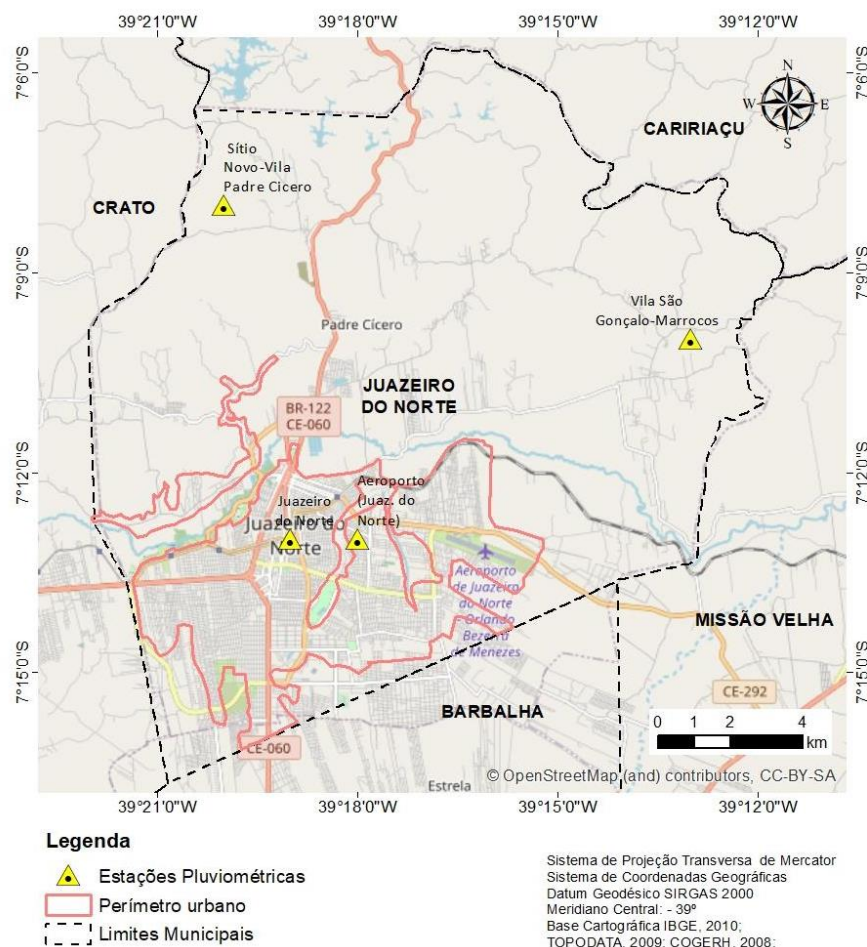 39°21'0"W
39°18'0"W
39°15'0"W
39°12'0"W
7°6'0"S
7°6'0"S
N
W
E
S
CARIRIAÇU
Sítio
Novo-Vila
Padre Cicero
CRATO
7°9'0"S
7°9'0"S
Vila São
Gonçalo-Marrocos
Padre Cícero
JUAZEIRO
DO NORTE
BR-122
CE-060
7°12'0"S
7°12'0"S
Aeroporto
(Juaz. do
Norte)
Juazeiro
do Norte
Juazeiro do
Norte
Aeroporto
de Juazeiro
do Norte
- Orlando
Bezerra
de Menezes
MISSÃO VELHA
7°15'0"S
7°15'0"S
CE-292
BARBALHA
0 1 2 4
km
CE-060
© OpenStreetMap (and) contributors, CC-BY-SA
Estrela
39°21'0"W
39°18'0"W
39°15'0"W
39°12'0"W
Legenda
Estações Pluviométricas
Perímetro urbano
Limites Municipais
Sistema de Projeção Transversa de Mercator
Sistema de Coordenadas Geográficas
Datum Geodésico SIRGAS 2000
Meridiano Central: - 39º
Base Cartográfica IBGE, 2010;
TOPODATA, 2009; COGERH, 2008;